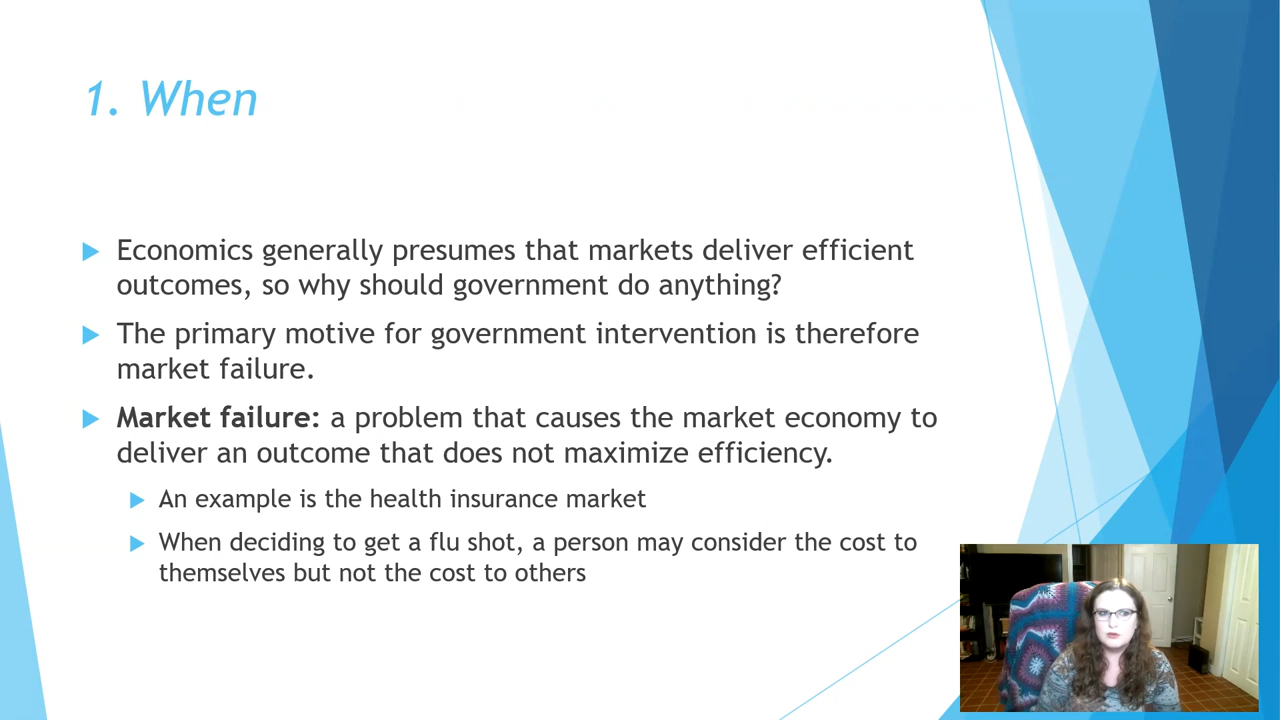 1. When
Economics generally presumes that markets deliver efficient
outcomes, so why should government do anything?
The primary motive for government intervention is therefore
market failure.
Market failure: a problem that causes the market economy to
deliver an outcome that does not maximize efficiency.
An example is the health insurance market
When deciding to get a flu shot, a person may consider the cost to
themselves but not the cost to others